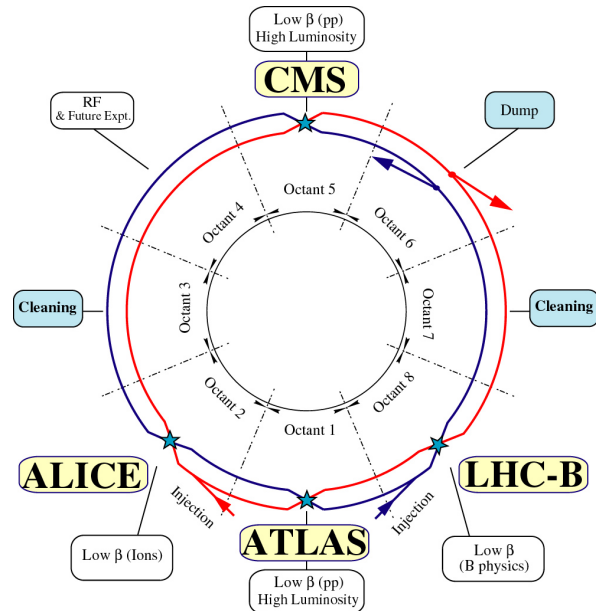 Low β (pp)
High Luminosity
CMS
RF
& Future Expt.
Dump
Octant 5
Octant 4
Octant 6
Octant 3
Octant 7
Cleaning
Cleaning
Octant 2
Octant 8
Octant 1
ALICE
LHC-B
Injection
Injection
ATLAS
Low β (Ions)
Low β
(B physics)
Low β (pp)
High Luminosity